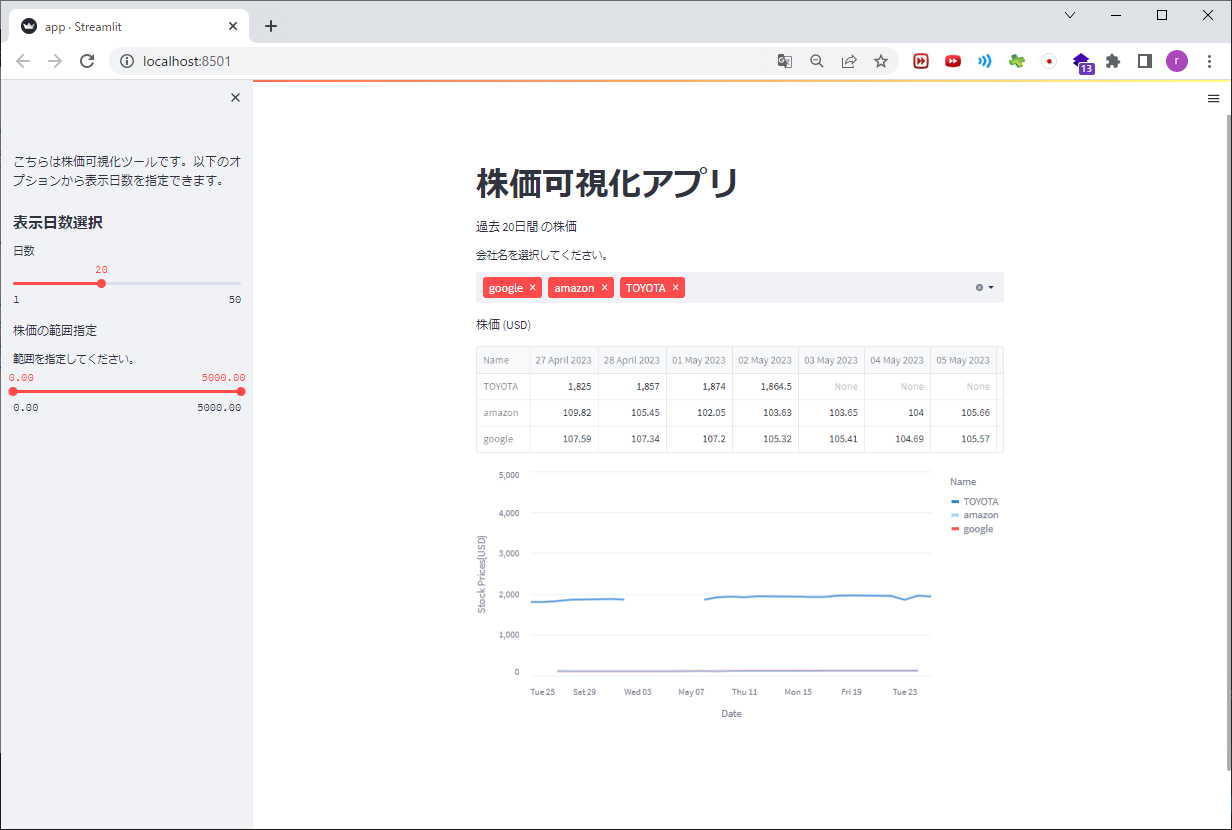 app · Streamlit
localhost:8501
13
r
こちらは株価可視化ツールです。以下のオ
プションから表示日数を指定できます。
表示日数選択
日数
20
1 50
株価の範囲指定
範囲を指定してください。
0.00 5000.00
0.00 5000.00
株価可視化アプリ
過去 20日間 の株価
会社名を選択してください。
google × amazon × TOYOTA ×
株価 (USD)
Name 27 April 2023 28 April 2023 01 May 2023 02 May 2023 03 May 2023 04 May 2023 05 May 2023
TOYOTA 1,825 1,857 1,874 1,864.5 None None None
amazon 109.82 105.45 102.05 103.63 103.65 104 105.66
google 107.59 107.34 107.2 105.32 105.41 104.69 105.57
Stock Prices(USD)
5,000
4,000
3,000
2,000
1,000
0
Tue 25 Sat 29 Wed 03 May 07 Thu 11 Mon 15 Fri 19 Tue 23
Date
Name
TOYOTA
amazon
google